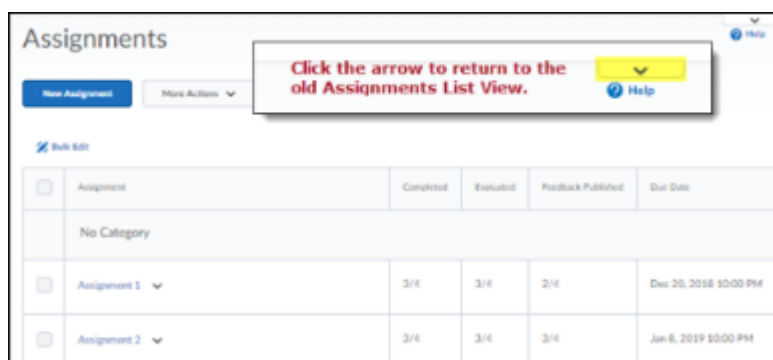 Assignments
Help
Click the arrow to return to the
old Assignments List View.
Help
New Assignment
More Actions
Bulk Edit
Assignment
Completed
Evaluated
Feedback Published
Due Date
No Category
Assignment 1
3/4
3/4
2/4
Dec 20, 2018 10:00 PM
Assignment 2
3/4
3/4
3/4
Jan 8, 2019 10:00 PM